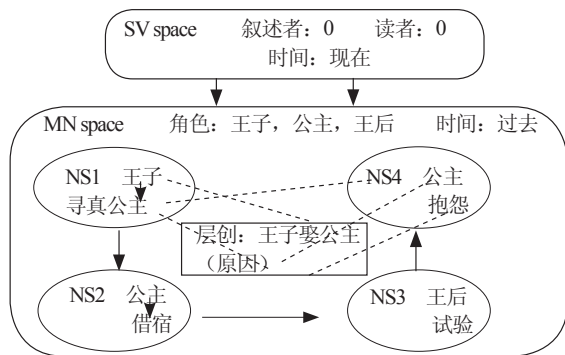 SV space 叙述者：0 读者：0
时间：现在
MN space 角色：王子，公主，王后 时间：过去
NS1 王子
寻真公主
NS4 公主
抱怨
层创：王子娶公主
（原因）
NS2 公主
借宿
NS3 王后
试验